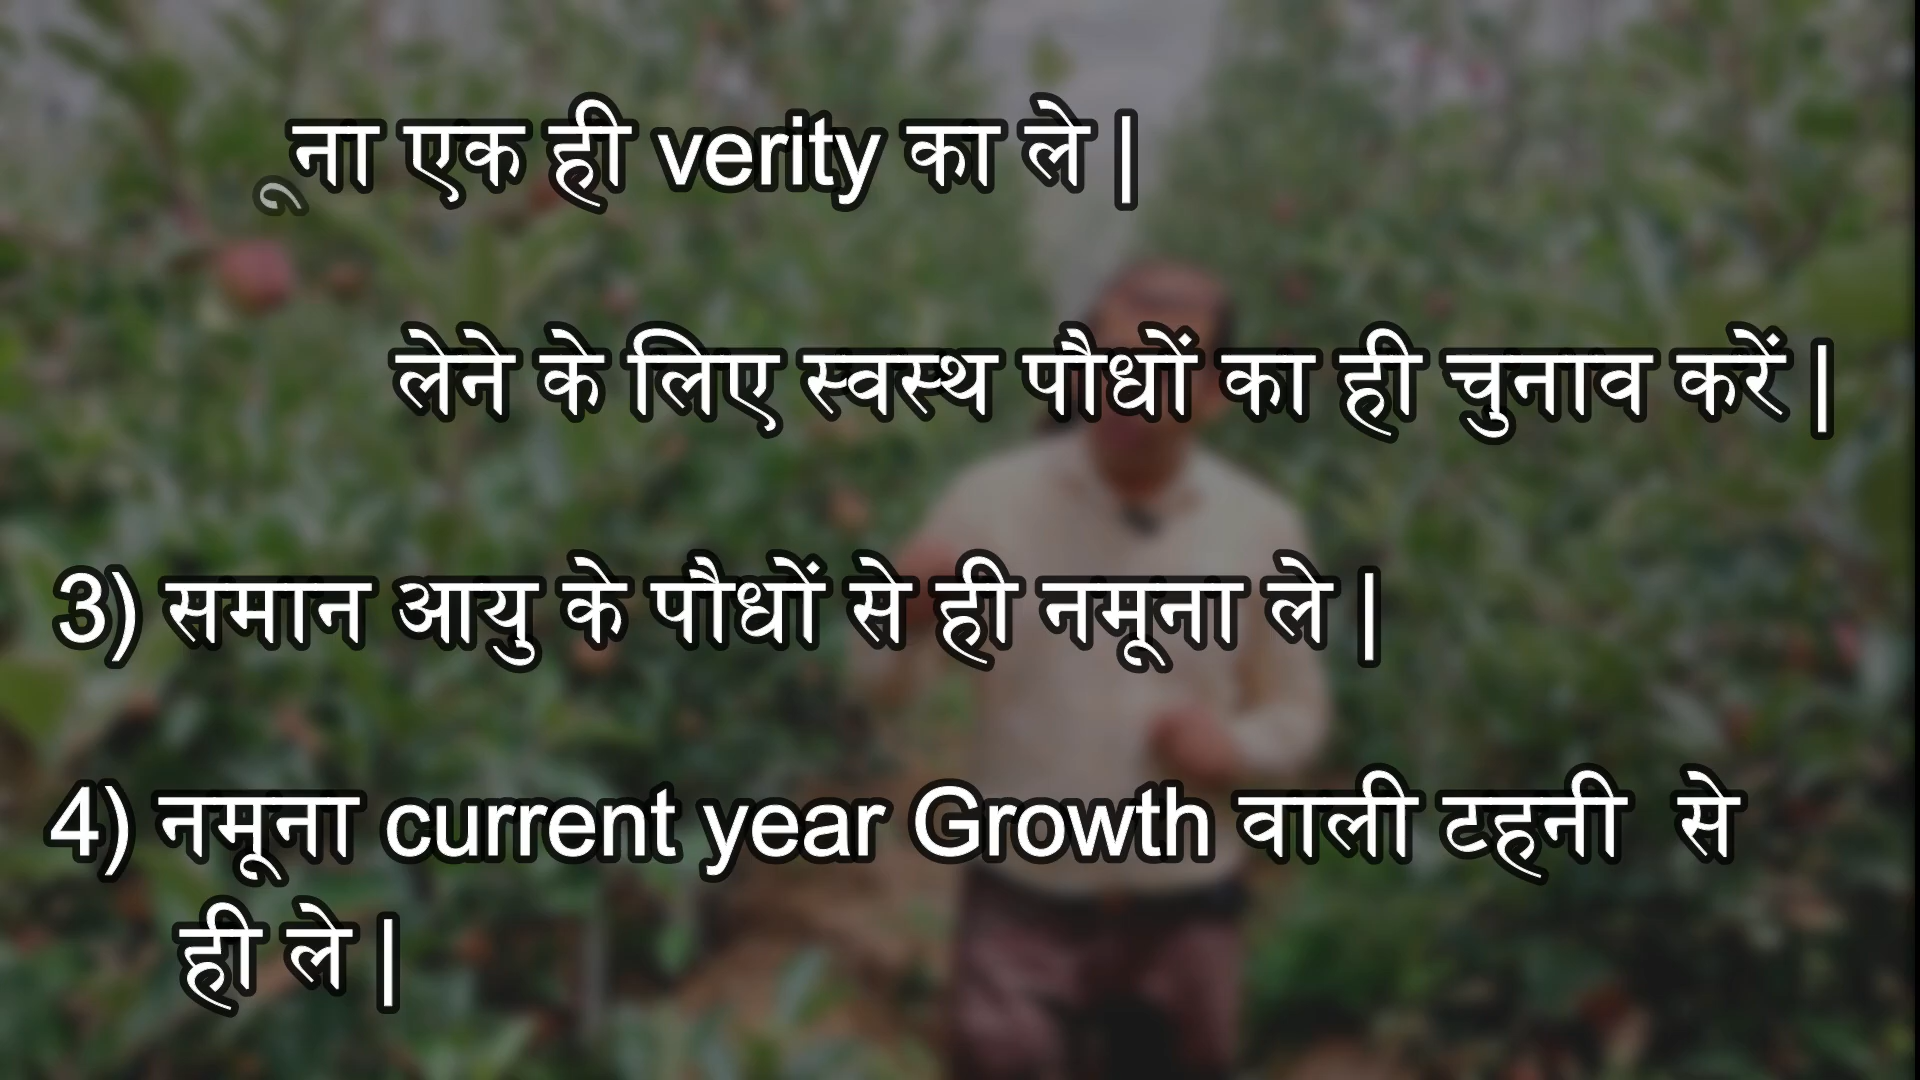 ूना एक ही verity का ले |
लेने के लिए स्वस्थ पौधों का ही चुनाव करें |
3) समान आयु के पौधों से ही नमूना ले |
4) नमूना current year Growth वाली टहनी से
ही ले |